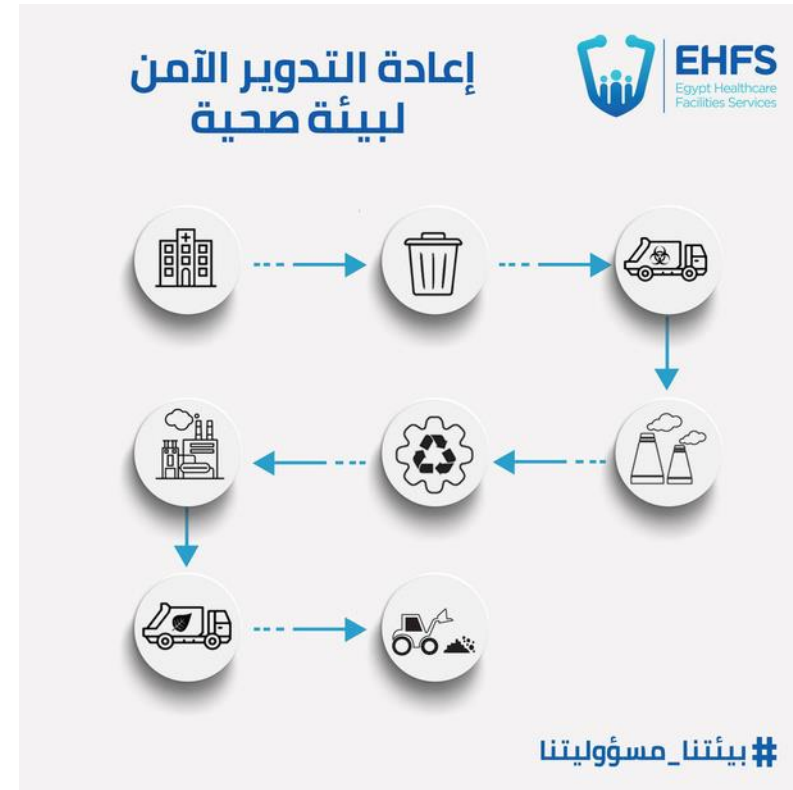 إعادة التدوير الآمن
لبيئة صحية
EHFS
Egypt Healthcare
Facilities Services
#بيئتنا_مسؤوليتنا